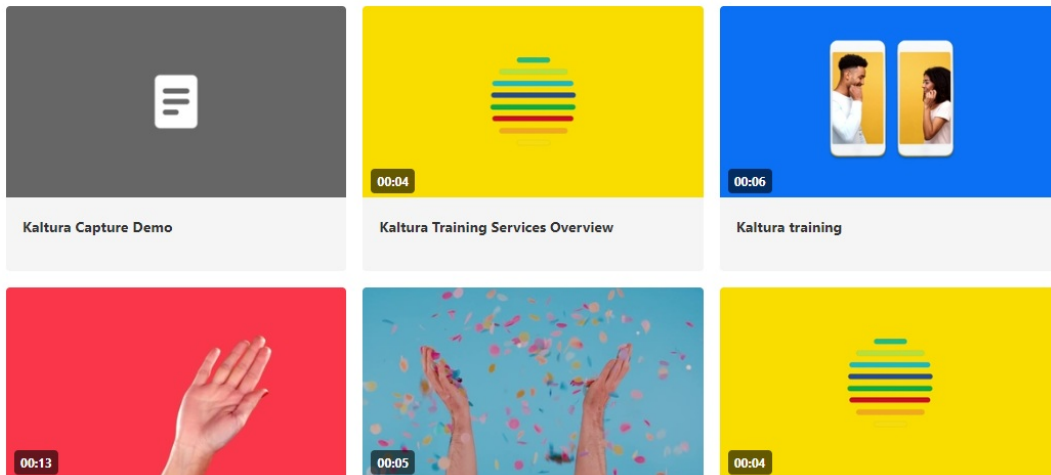 00:04
00:06
Kaltura Capture Demo
Kaltura Training Services Overview
Kaltura training
00:13
00:05
00:04